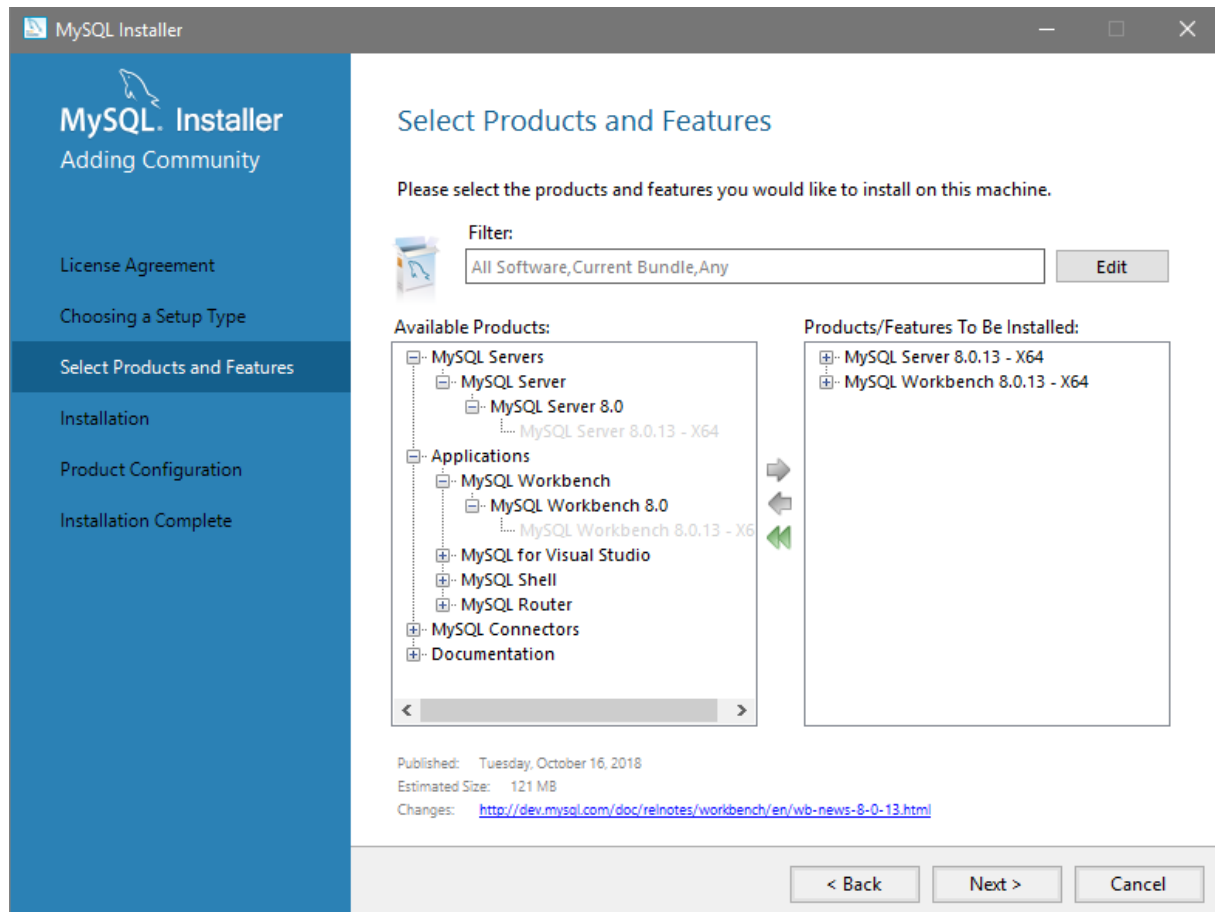 MySQL Installer
MySQL. Installer
Adding Community
License Agreement
Choosing a Setup Type
Select Products and Features
Installation
Product Configuration
Installation Complete
Select Products and Features
Please select the products and features you would like to install on this machine.
Filter:
All Software,Current Bundle,Any
Edit
Available Products:
MySQL Servers
MySQL Server
MySQL Server 8.0
MySQL Server 8.0.13 - X64
Applications
MySQL Workbench
MySQL Workbench 8.0
MySQL Workbench 8.0.13 - X6
MySQL for Visual Studio
MySQL Shell
MySQL Router
MySQL Connectors
Documentation
Products/Features To Be Installed:
MySQL Server 8.0.13 - X64
MySQL Workbench 8.0.13 - X64
Published: Tuesday, October 16, 2018
Estimated Size: 121 MB
Changes: http://dev.mysql.com/doc/relnotes/workbench/en/wb-news-8-0-13.html
< Back
Next >
Cancel